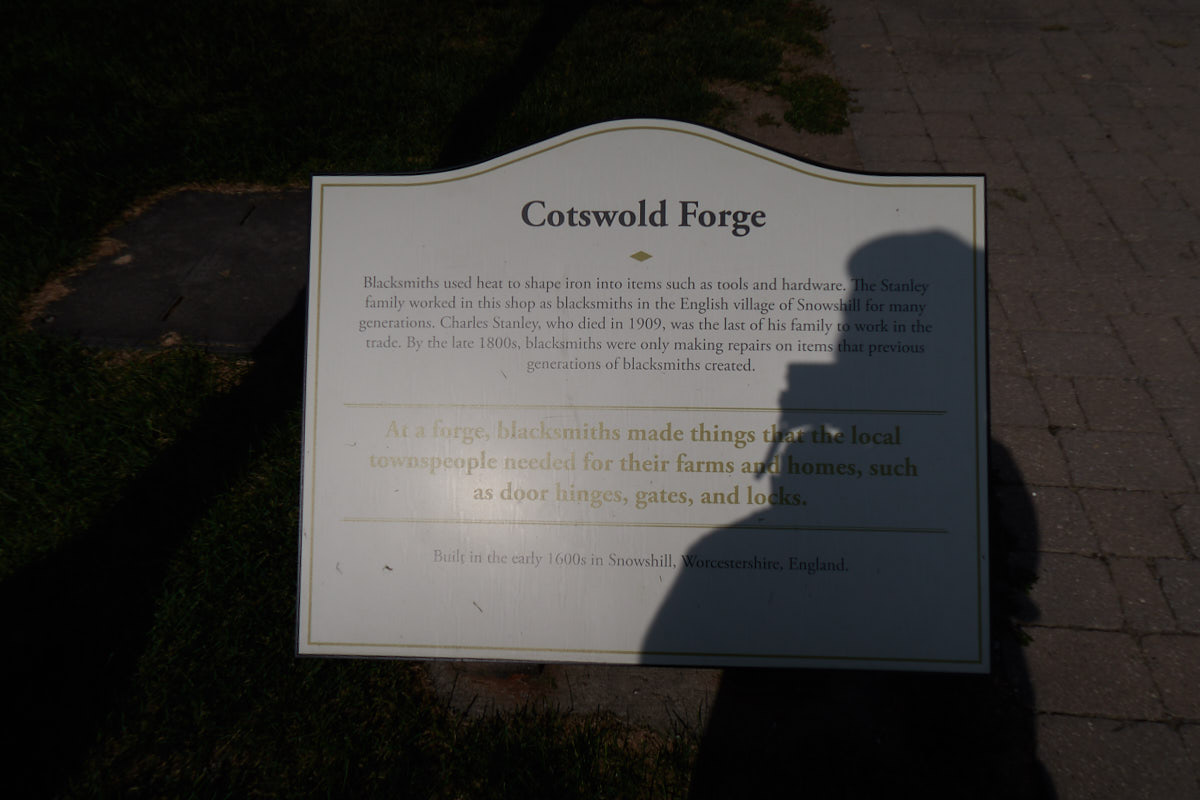 Cotswold Forge
Blacksmiths used heat to shape iron into items such as tools and hardware. The Stanley
family worked in this shop as blacksmiths in the English village of Snowshill for many
generations. Charles Stanley, who died in 1909, was the last of his family to work in the
trade. By the late 1800s, blacksmiths were only making repairs on items that previous
generations of blacksmiths created.
At a forge, blacksmiths made things that the local
townspeople needed for their farms and homes, such
as door hinges, gates, and locks.
Built in the early 1600s in Snowshill, Worcestershire, England.